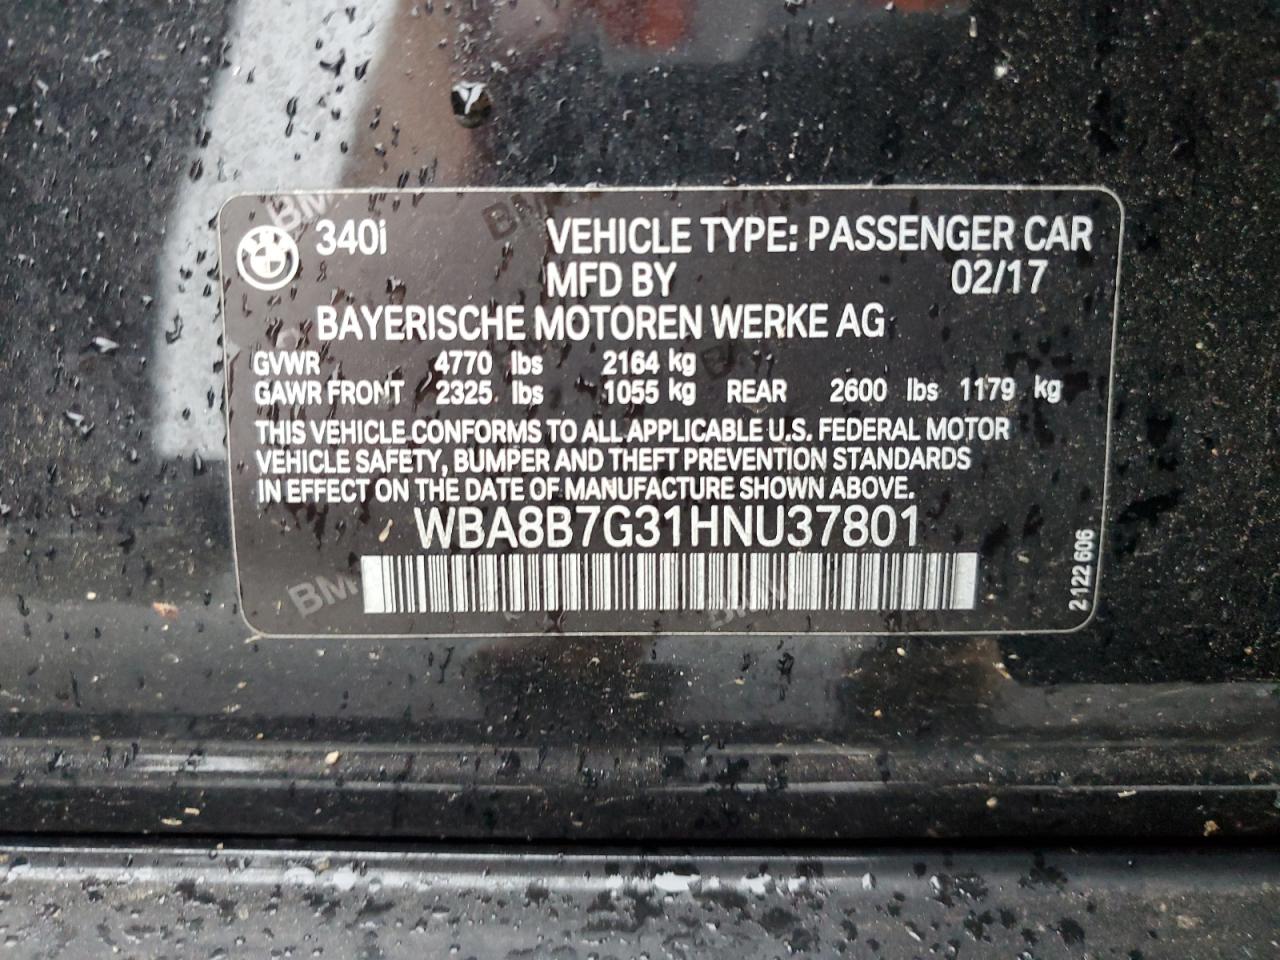 340i VEHICLE TYPE: PASSENGER CAR
MFD BY 02/17
BAYERISCHE MOTOREN WERKE AG
GVWR 4770 lbs 2164 kg
GAWR FRONT 2325 lbs 1055 kg REAR 2600 lbs 1179 kg
THIS VEHICLE CONFORMS TO ALL APPLICABLE U.S. FEDERAL MOTOR
VEHICLE SAFETY, BUMPER AND THEFT PREVENTION STANDARDS
IN EFFECT ON THE DATE OF MANUFACTURE SHOWN ABOVE.
WBA8B7G31HNU37801
2-122 606